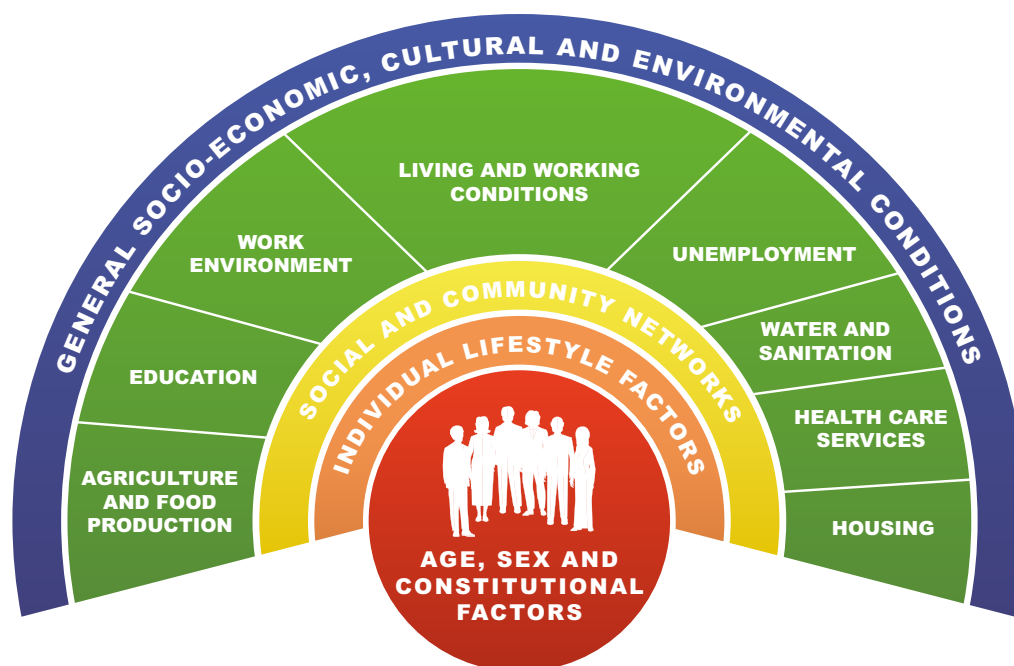 GENERAL SOCIO-ECONOMIC, CULTURAL AND ENVIRONMENTAL CONDITIONS
LIVING AND WORKING
CONDITIONS
WORK
ENVIRONMENT
UNEMPLOYMENT
EDUCATION
WATER AND
SANITATION
AGRICULTURE
AND FOOD
PRODUCTION
HEALTH CARE
SERVICES
HOUSING
SOCIAL AND COMMUNITY NETWORKS
INDIVIDUAL LIFESTYLE FACTORS
AGE, SEX AND
CONSTITUTIONAL
FACTORS